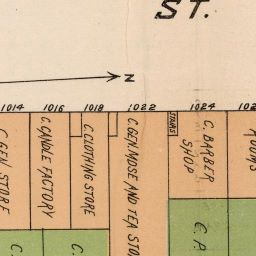 ST.
N
1014 1016 1018 1022 1024
C. GEN. STORE
C. CANDLE FACTORY
C. CLOTHING STORE
C. GEN. MDSE AND TEA STO
STAIRS
C. BARBER
SHOP
ROOMS
C.
C.
C. P.